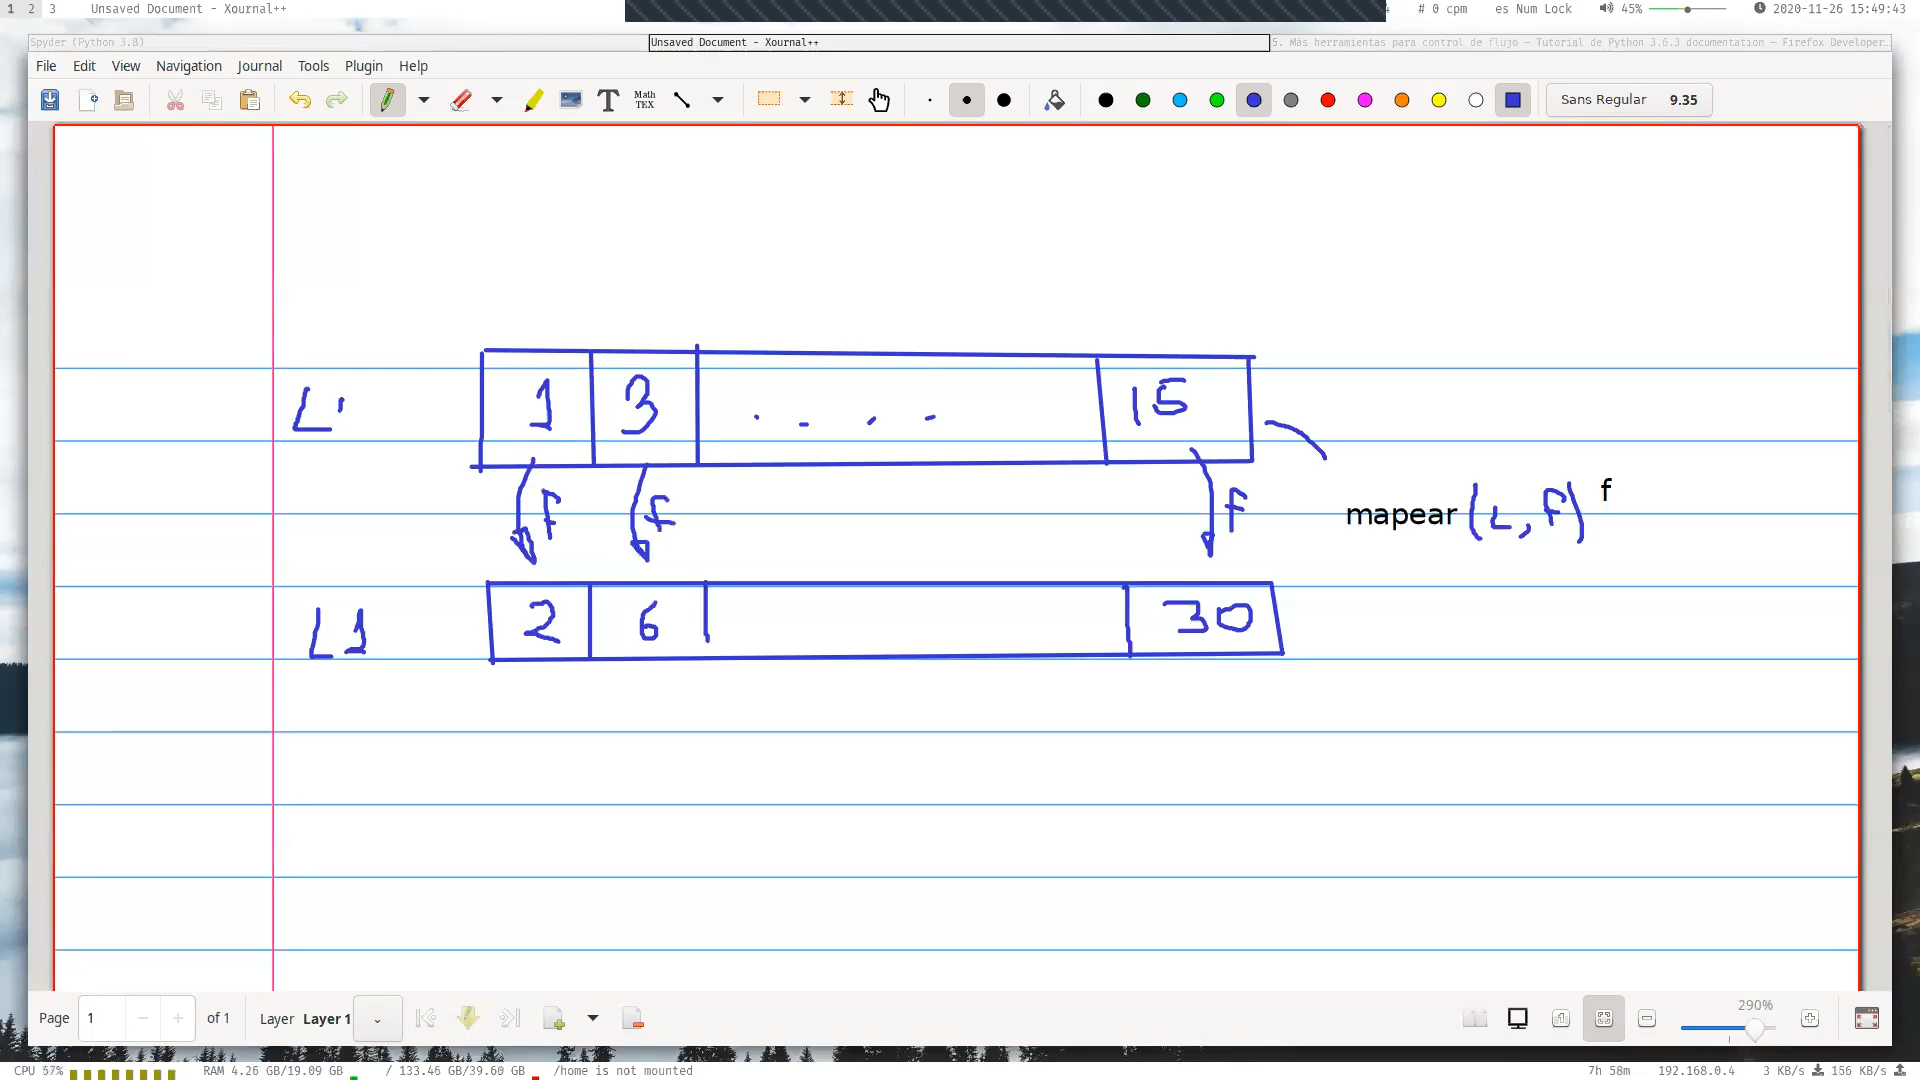 1 2 3 Unsaved Document - Xournal++ # 0 cpm es Num Lock 45% 2020-11-26 15:49:43
Spyder (Python 3.8) Unsaved Document - Xournal++ 5. Más herramientas para control de flujo — Tutorial de Python 3.6.3 documentation — Firefox Developer...
File Edit View Navigation Journal Tools Plugin Help
Math TEX Sans Regular 9.35
L 1 3 . . . . 15
F F F mapear (L, F) f
L1 2 6 30
Page 1 of 1 Layer Layer 1 290%
CPU 57% RAM 4.26 GB/19.09 GB / 133.46 GB/39.60 GB /home is not mounted 7h 58m 192.168.0.4 3 KB/s 156 KB/s